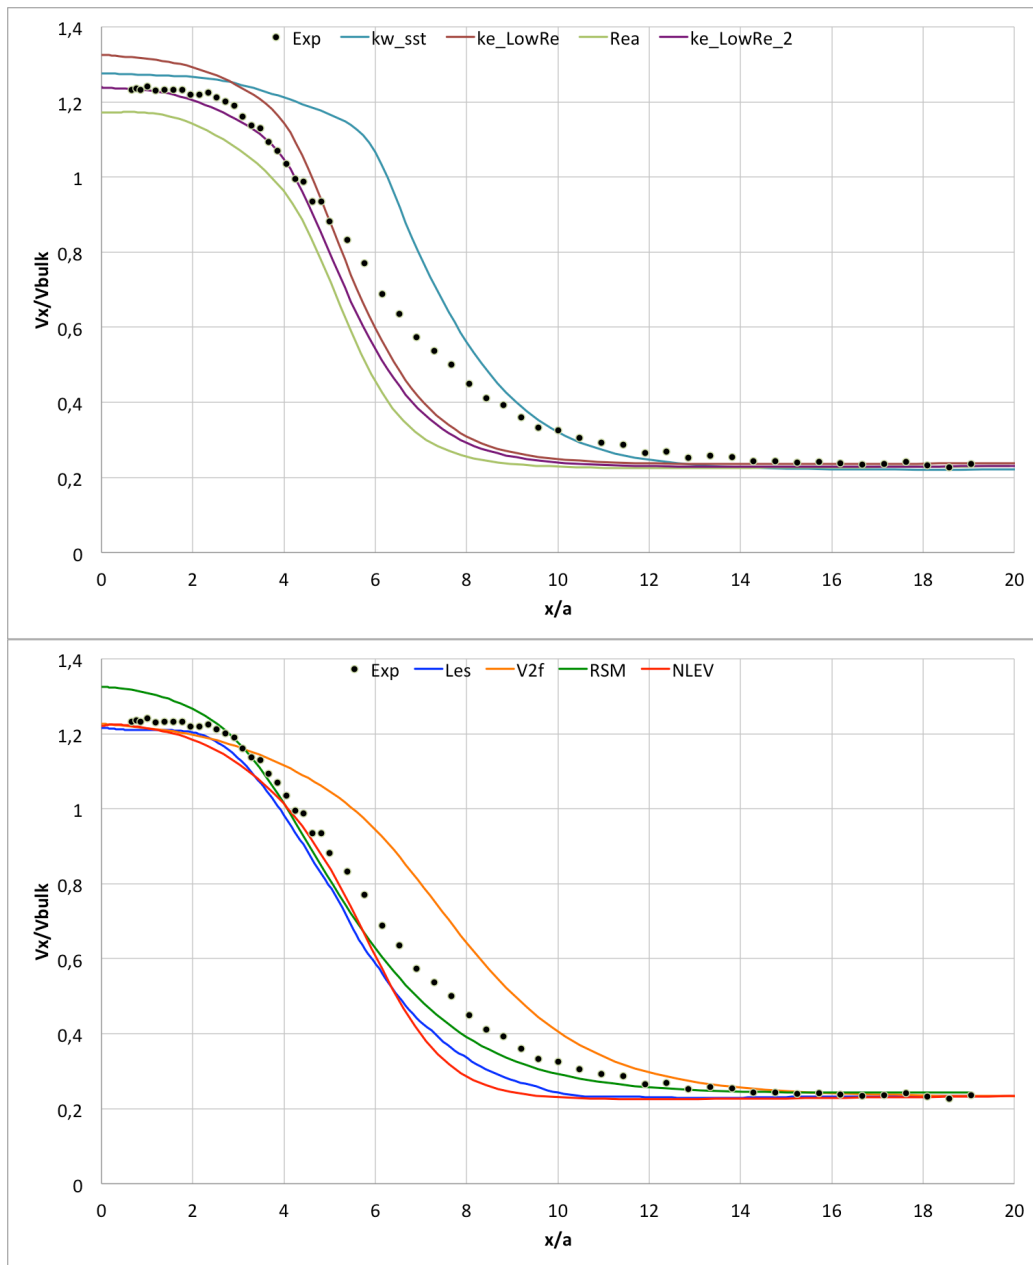 1,4
Exp kw_sst ke_LowRe Rea ke_LowRe_2
1,2
1
0,8
Vx/Vbulk
0,6
0,4
0,2
0
0 2 4 6 8 10 12 14 16 18 20
x/a
1,4
Exp Les V2f RSM NLEV
1,2
1
0,8
Vx/Vbulk
0,6
0,4
0,2
0
0 2 4 6 8 10 12 14 16 18 20
x/a